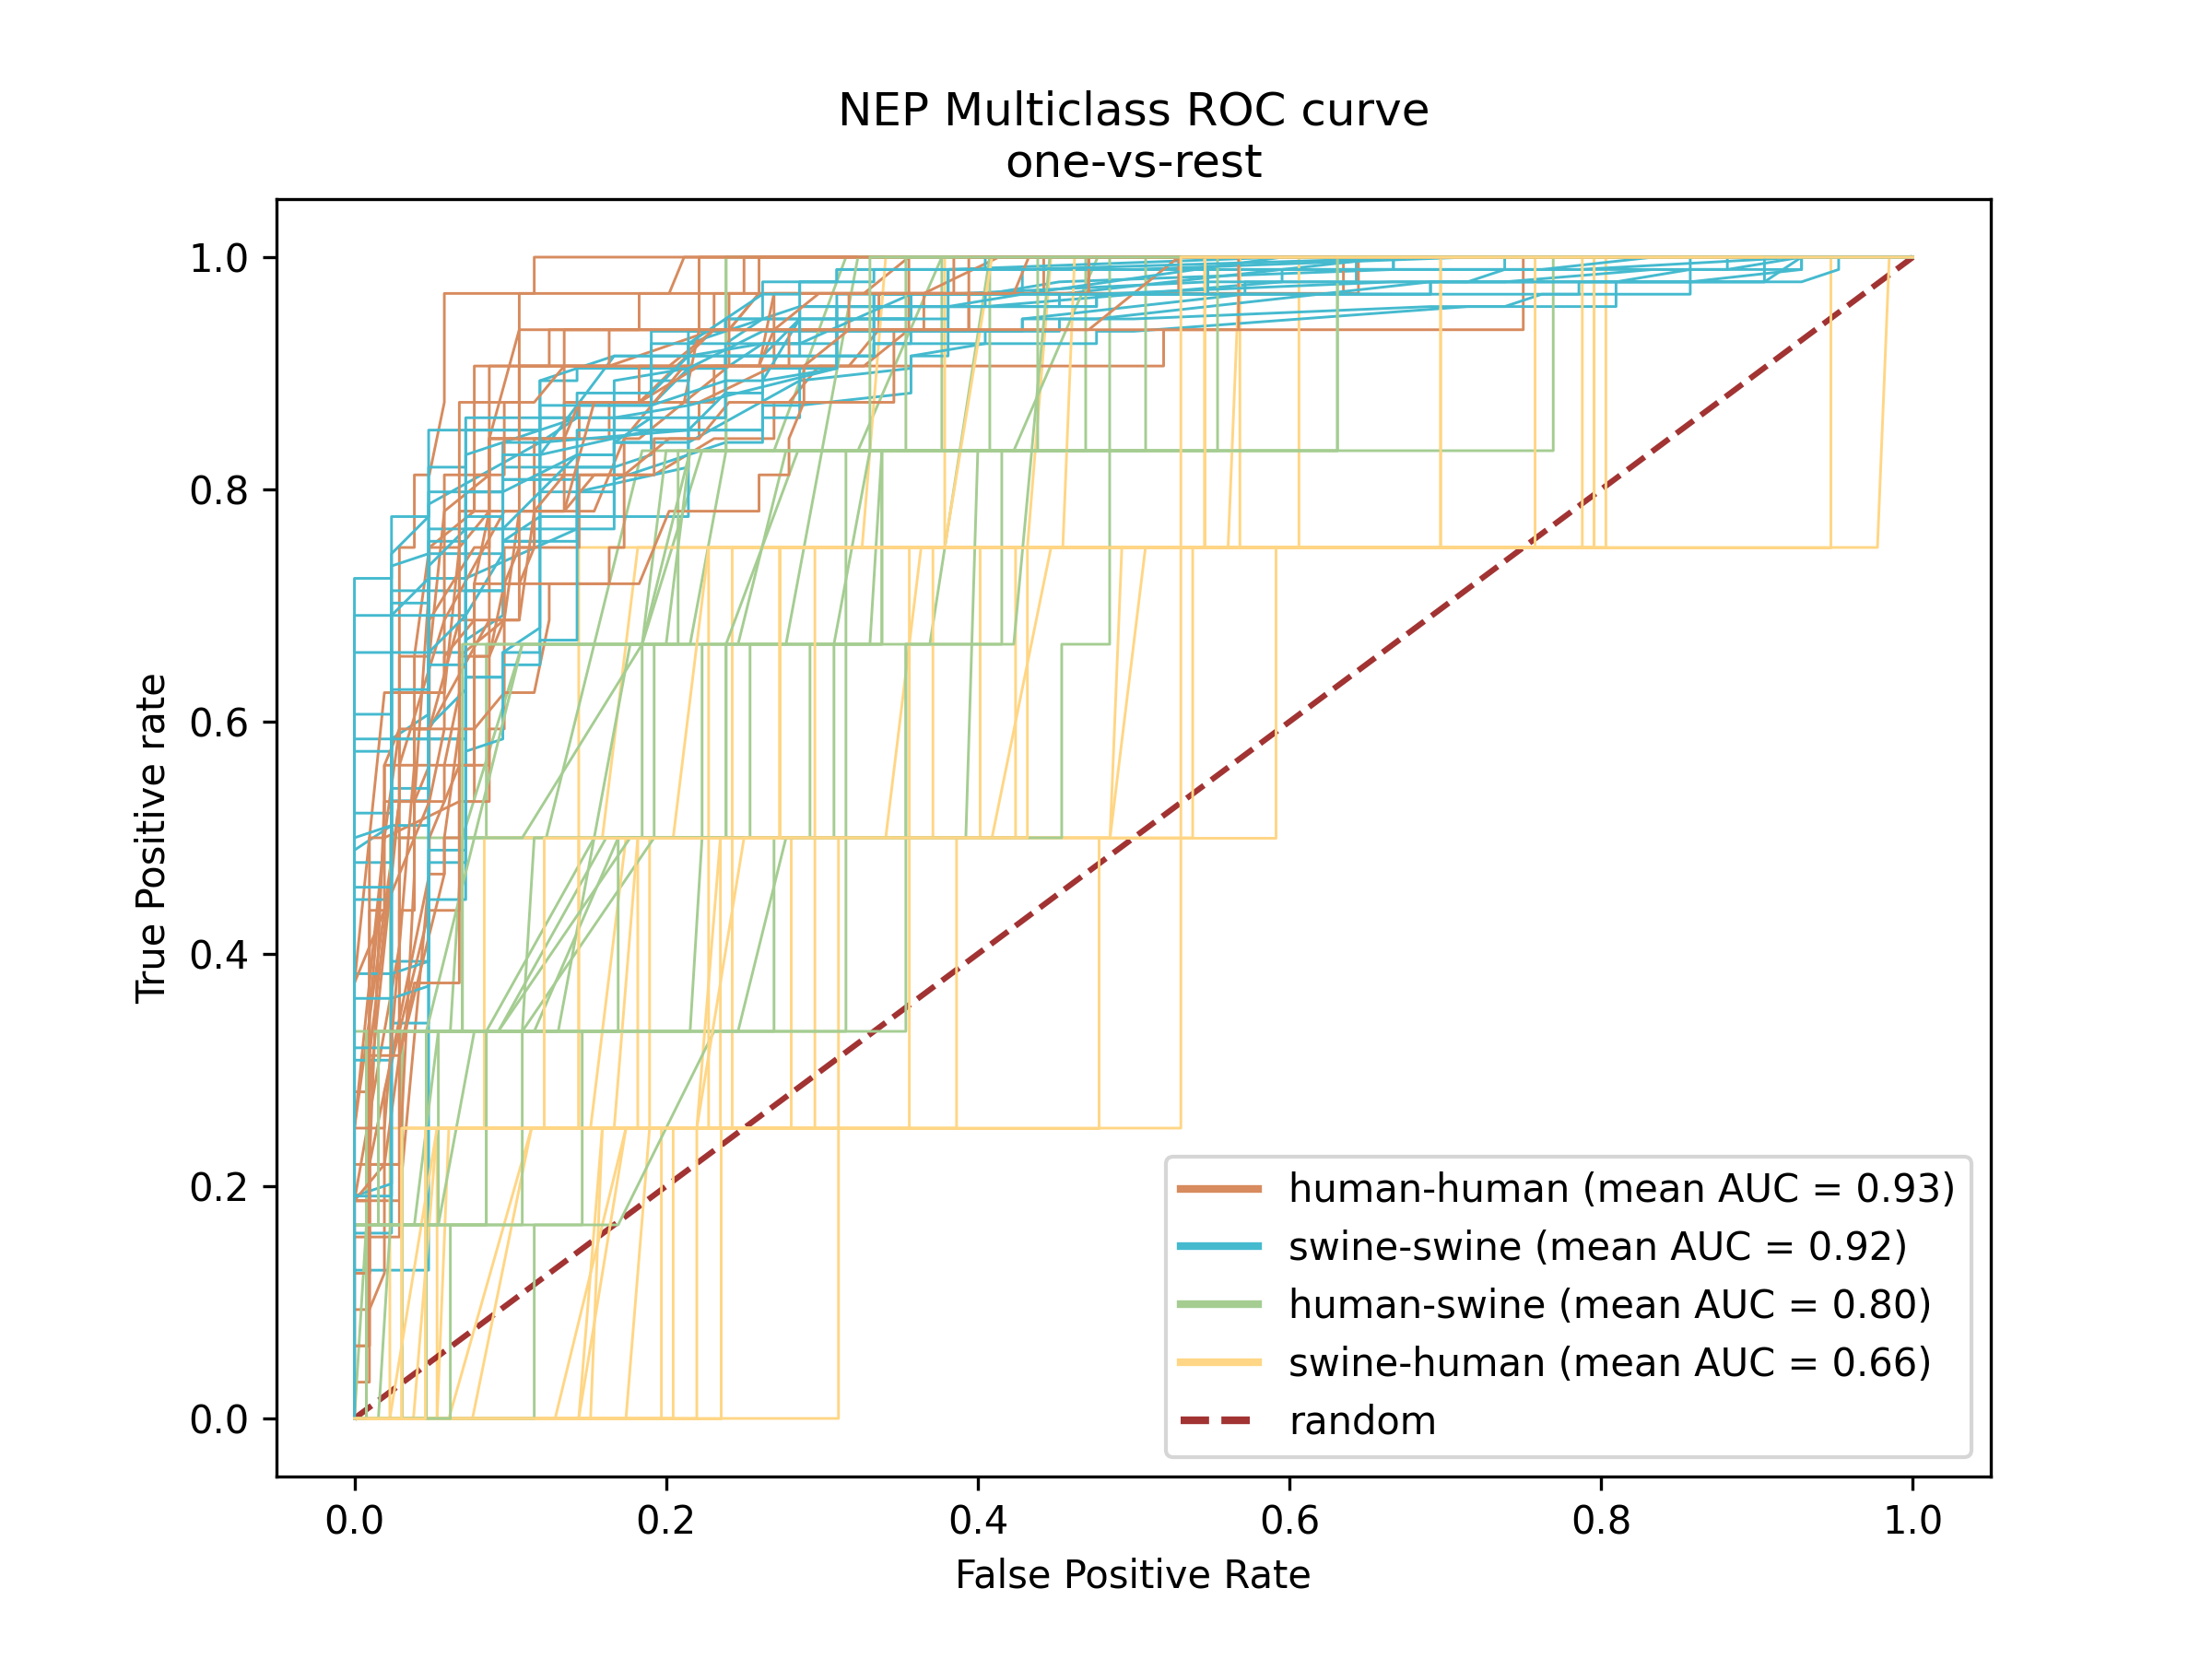 NEP Multiclass ROC curve
one-vs-rest
True Positive rate
1.0
0.8
0.6
0.4
0.2
0.0
0.0 0.2 0.4 0.6 0.8 1.0
False Positive Rate
human-human (mean AUC = 0.93)
swine-swine (mean AUC = 0.92)
human-swine (mean AUC = 0.80)
swine-human (mean AUC = 0.66)
random